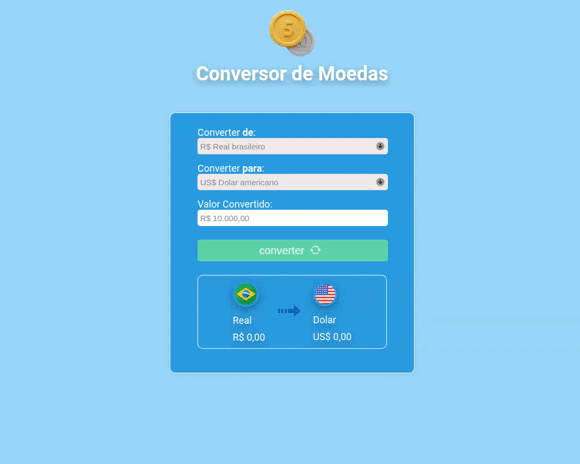 Conversor de Moedas
Converter de:
R$ Real brasileiro
Converter para:
US$ Dolar americano
Valor Convertido:
R$ 10.000,00
converter
Real
Dolar
R$ 0,00
US$ 0,00